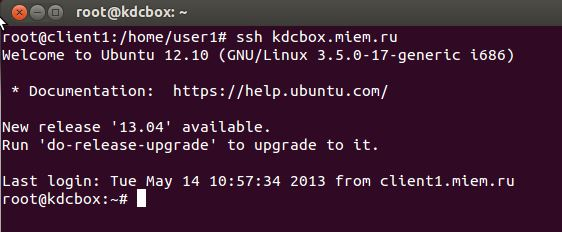 root@kdcbox: ~
root@client1:/home/user1# ssh kdcbox.miem.ru
Welcome to Ubuntu 12.10 (GNU/Linux 3.5.0-17-generic i686)
* Documentation:  https://help.ubuntu.com/
New release '13.04' available.
Run 'do-release-upgrade' to upgrade to it.
Last login: Tue May 14 10:57:34 2013 from client1.miem.ru
root@kdcbox:~#